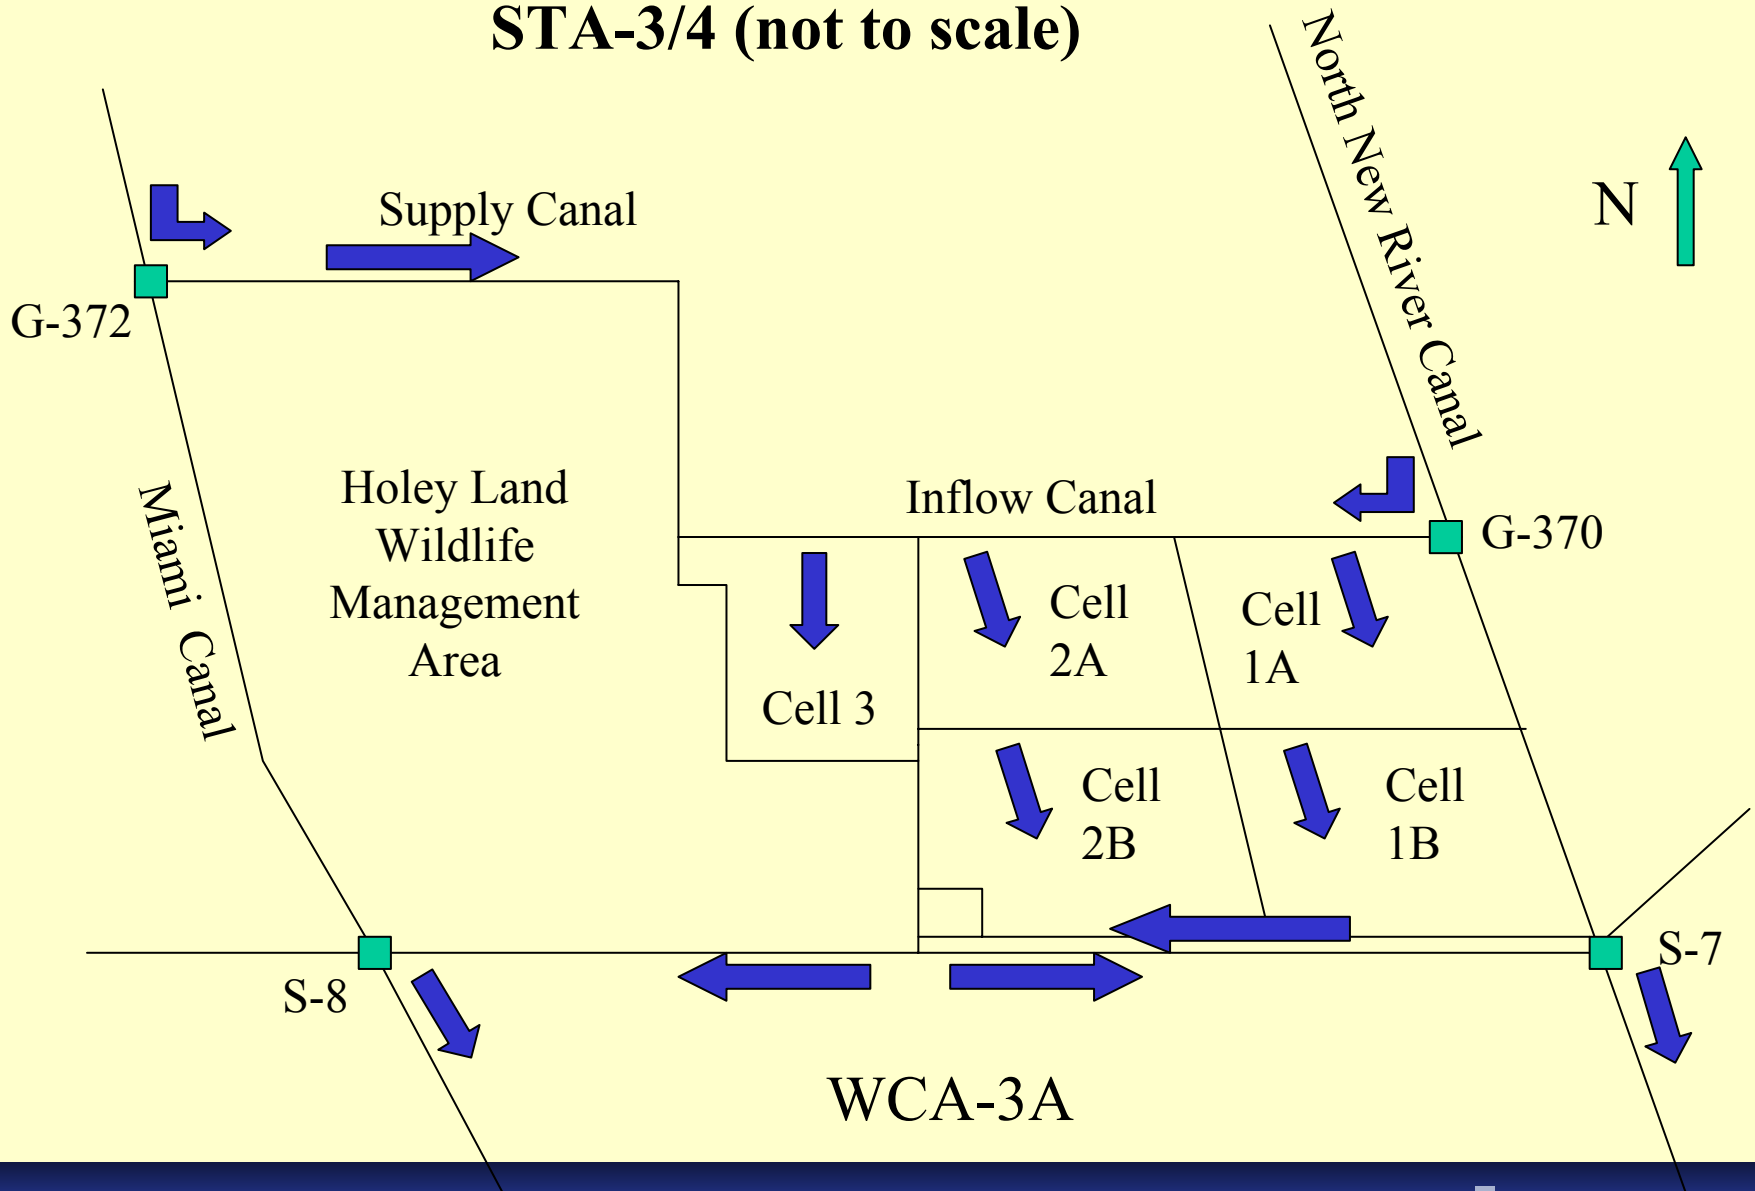 STA-3/4 (not to scale)
North New River Canal
N
Supply Canal
G-372
Miami Canal
Holey Land
Wildlife
Management
Area
Inflow Canal
G-370
Cell
2A
Cell
1A
Cell 3
Cell
2B
Cell
1B
S-7
S-8
WCA-3A